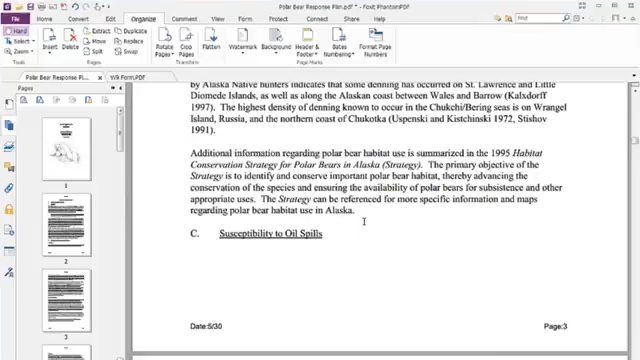 Polar Bear Response Plan.pdf * - Foxit PhantomPDF
File Home Convert Edit Organize Comment View Form Protect Share Help
Find
Hand
Select
Zoom
Insert Delete
Extract
Replace
Split
Duplicate
Swap
Move
Rotate Pages Crop Pages Flatten
Watermark Background Header & Footer Bates Numbering Format Page Numbers
Polar Bear Response Plan.pdf * W9 Form.PDF
Pages
1
2
3
by Alaska Native hunters indicates that some denning has occurred on St. Lawrence and Little
Diomede Islands, as well as along the Alaskan coast between Wales and Barrow (Kalxdorff
1997). The highest density of denning known to occur in the Chukchi/Bering seas is on Wrangel
Island, Russia, and the northern coast of Chukotka (Uspenski and Kistchinski 1972, Stishov
1991).
Additional information regarding polar bear habitat use is summarized in the 1995 Habitat
Conservation Strategy for Polar Bears in Alaska (Strategy). The primary objective of the
Strategy is to identify and conserve important polar bear habitat, thereby advancing the
conservation of the species and ensuring the availability of polar bears for subsistence and other
appropriate uses. The Strategy can be referenced for more specific information and maps
regarding polar bear habitat use in Alaska.
C. Susceptibility to Oil Spills
Date:5/30 Page:3